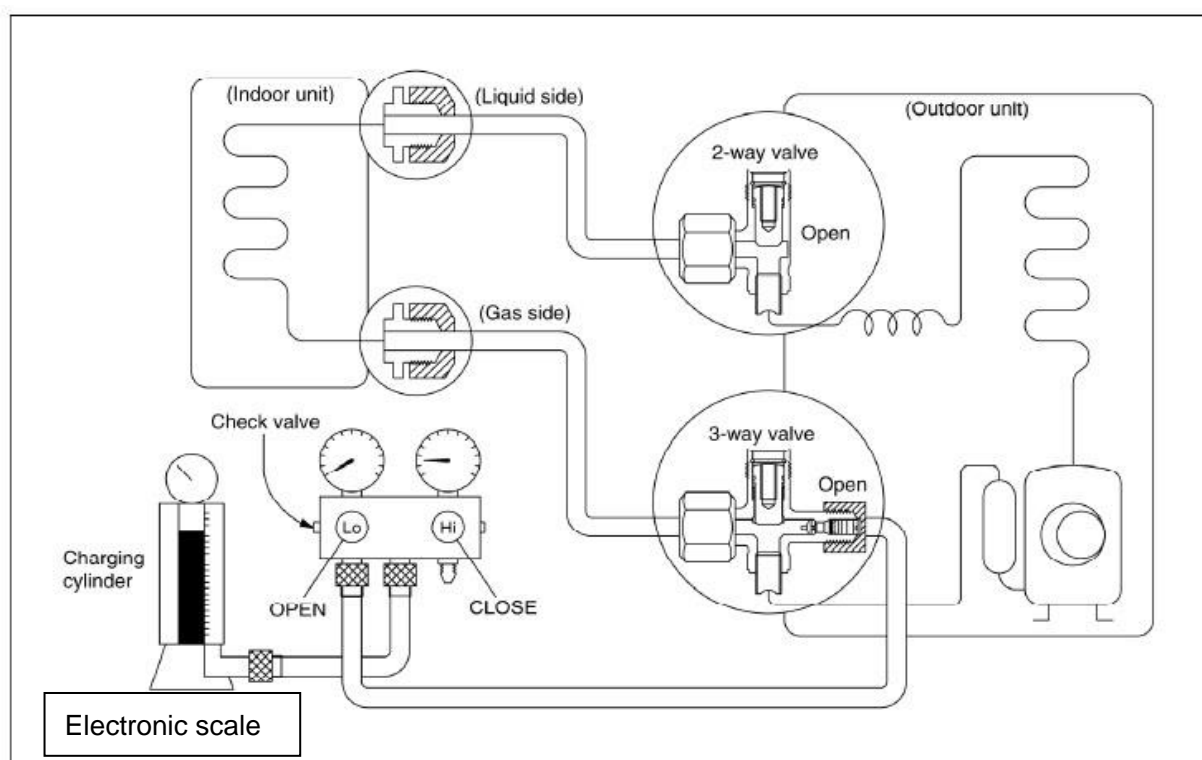 (Indoor unit)
(Liquid side)
(Outdoor unit)
2-way valve
Open
(Gas side)
Check valve
3-way valve
Open
Lo
Hi
Charging
cylinder
OPEN
CLOSE
Electronic scale